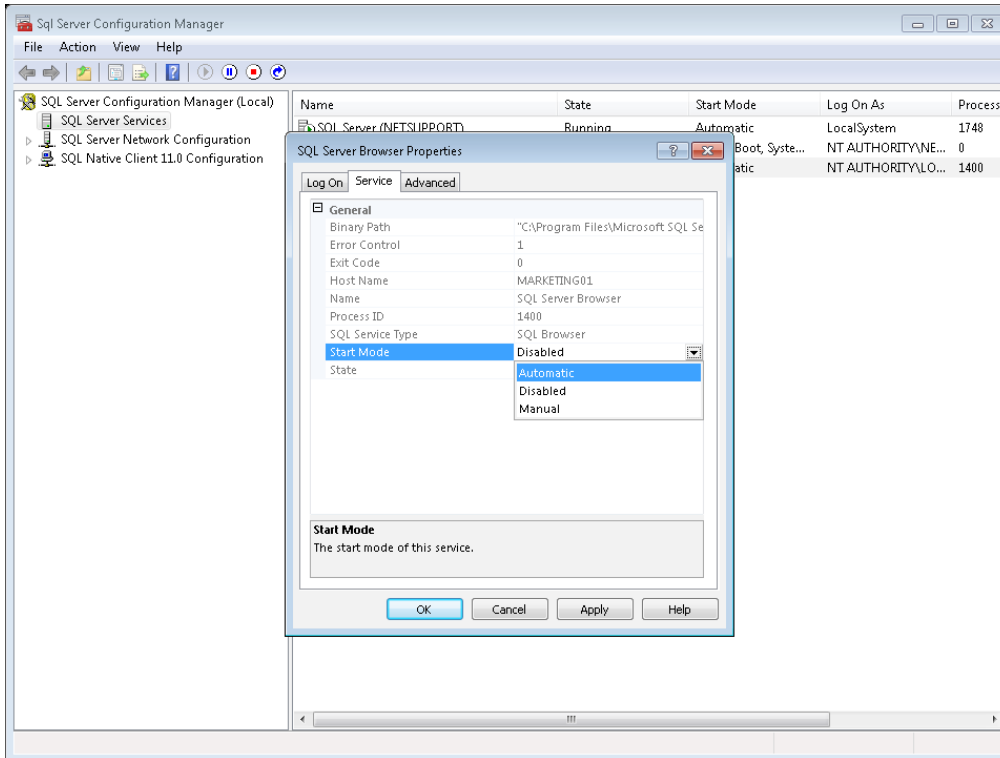 Sql Server Configuration Manager
File Action View Help
SQL Server Configuration Manager (Local)
SQL Server Services
SQL Server Network Configuration
SQL Native Client 11.0 Configuration
Name State Start Mode Log On As Process
SQL Server (NETSUPPORT) Running Automatic LocalSystem 1748
Boot, Syste... NT AUTHORITY\NE... 0
atic NT AUTHORITY\LO... 1400
SQL Server Browser Properties
Log On Service Advanced
General
Binary Path "C:\Program Files\Microsoft SQL Se
Error Control 1
Exit Code 0
Host Name MARKETING01
Name SQL Server Browser
Process ID 1400
SQL Service Type SQL Browser
Start Mode Disabled
State
Automatic
Disabled
Manual
Start Mode
The start mode of this service.
OK Cancel Apply Help